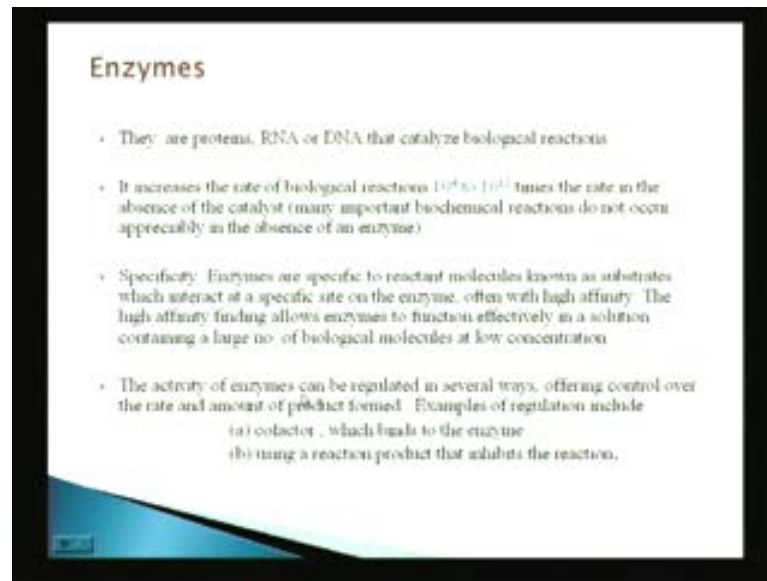 Enzymes
They are proteins, RNA or DNA that catalyze biological reactions
It increases the rate of biological reactions to times the rate in the
absence of the catalyst (many important biochemical reactions do not occur
appreciably in the absence of an enzyme)
Specificity Enzymes are specific to reactant molecules known as substrates
which interact at a specific site on the enzyme, often with high affinity. The
high affinity finding allows enzymes to function effectively in a solution
containing a large no of biological molecules at low concentration
The activity of enzymes can be regulated in several ways, offering control over
the rate and amount of product formed. Examples of regulation include
(a) cofactor , which binds to the enzyme
(b) using a reaction product that inhibits the reaction.